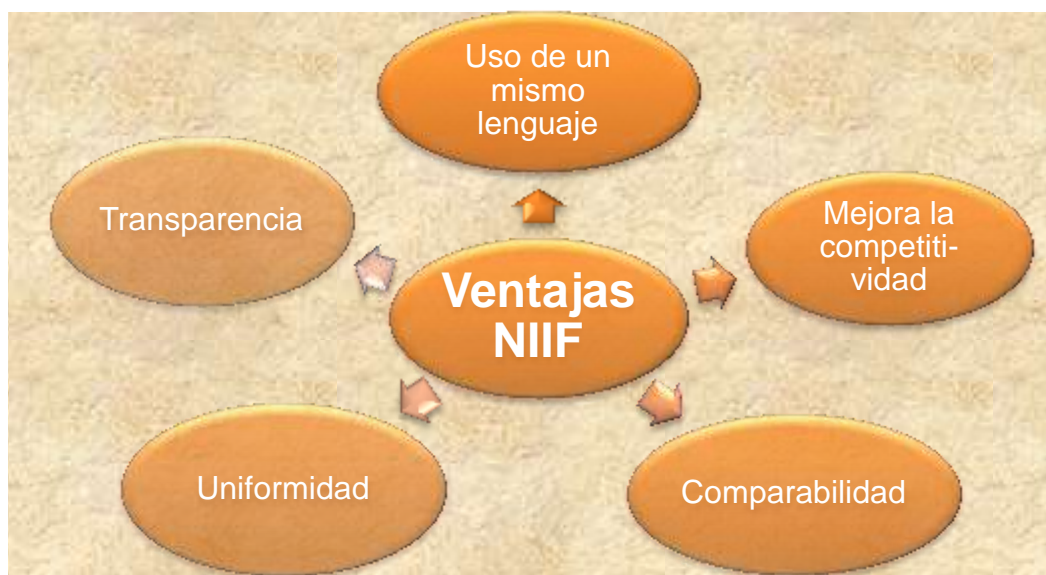 Uso de un
mismo
lenguaje
Transparencia
Mejora la
competiti-
vidad
Ventajas
NIIF
Uniformidad
Comparabilidad